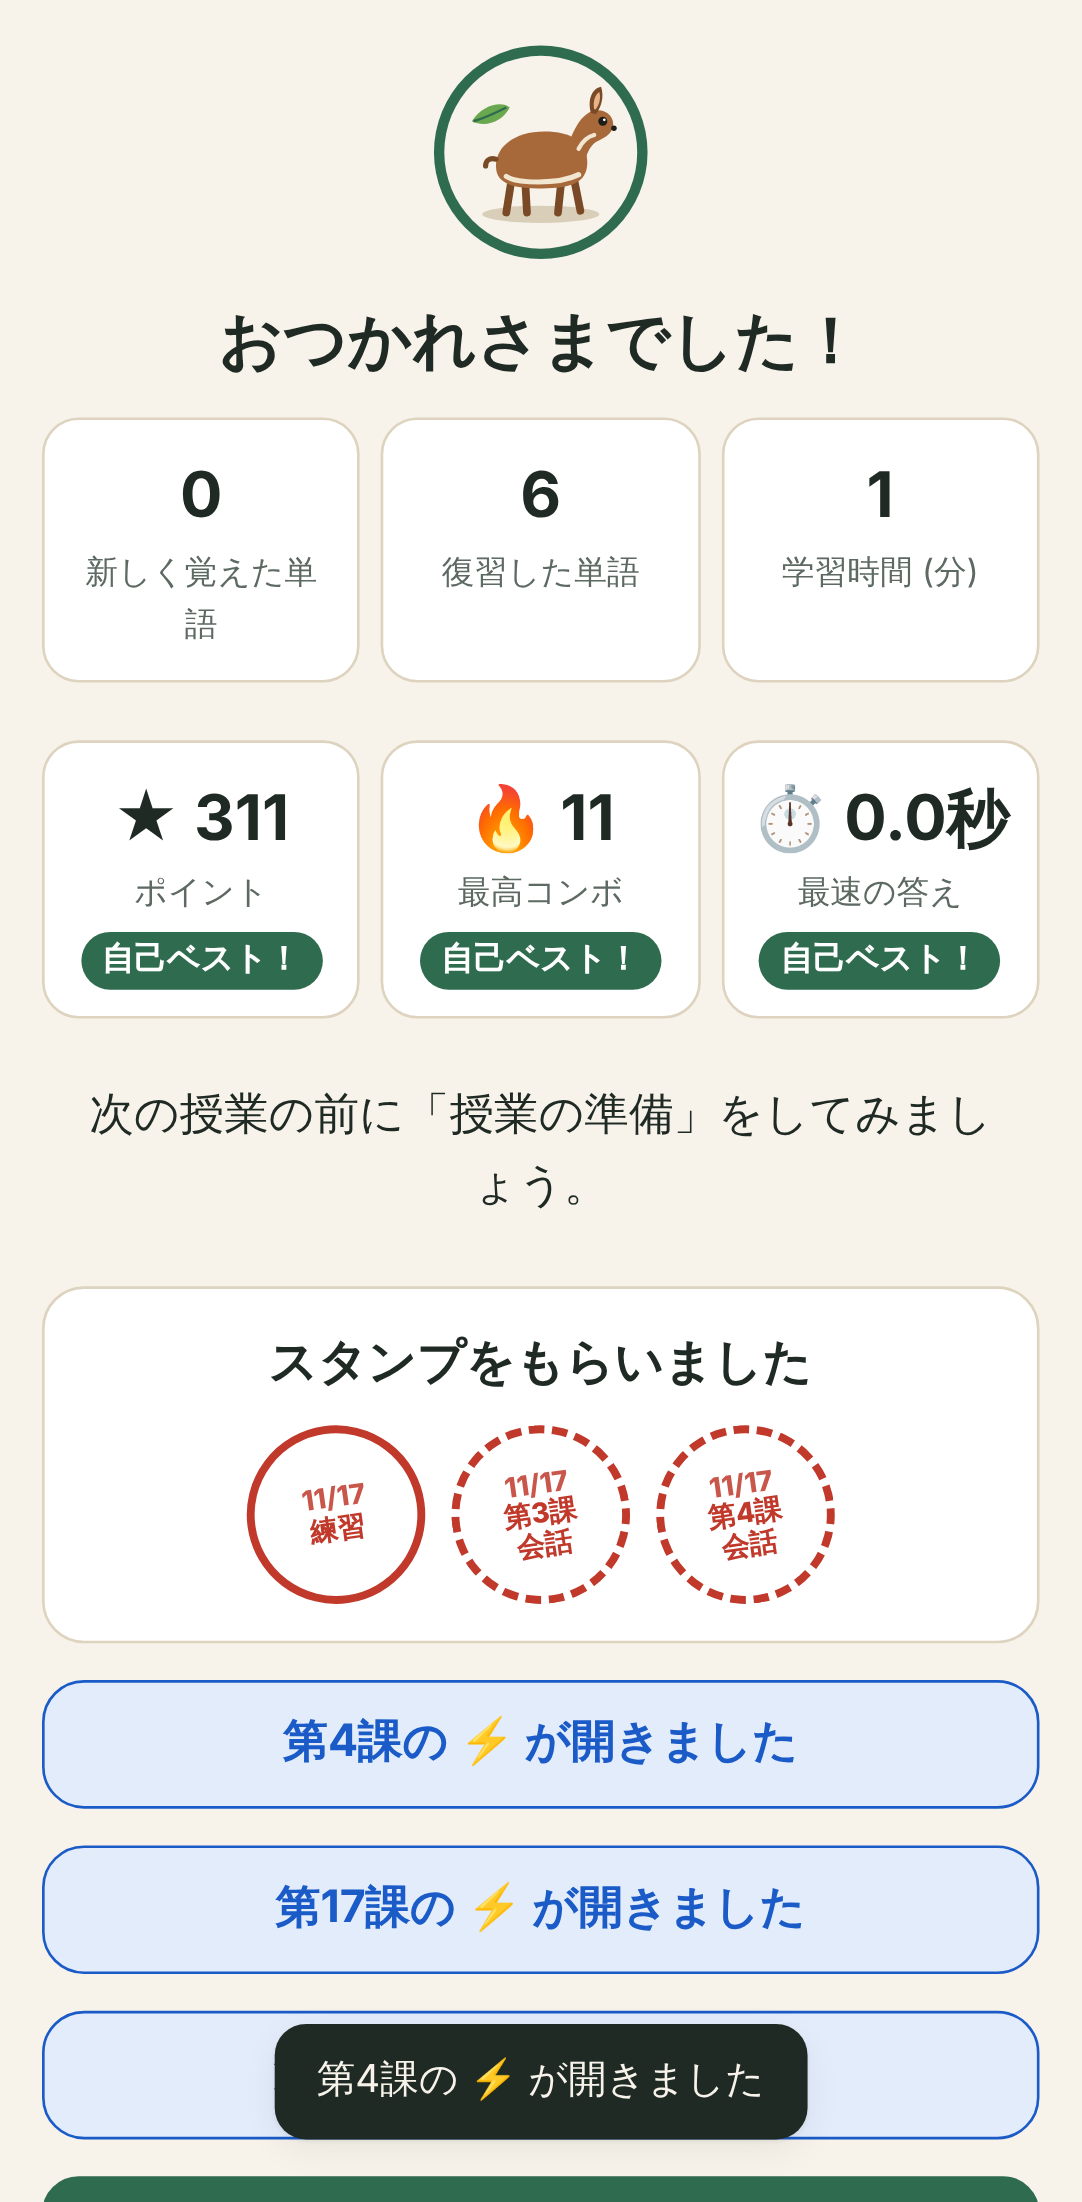 おつかれさまでした！
0
新しく覚えた単
語
6
復習した単語
1
学習時間 (分)
★ 311
ポイント
自己ベスト！
🔥 11
最高コンボ
自己ベスト！
⏱️ 0.0秒
最速の答え
自己ベスト！
次の授業の前に「授業の準備」をしてみまし
ょう。
スタンプをもらいました
11/17
練習
11/17
第3課
会話
11/17
第4課
会話
第4課の ⚡ が開きました
第17課の ⚡ が開きました
第4課の ⚡ が開きました